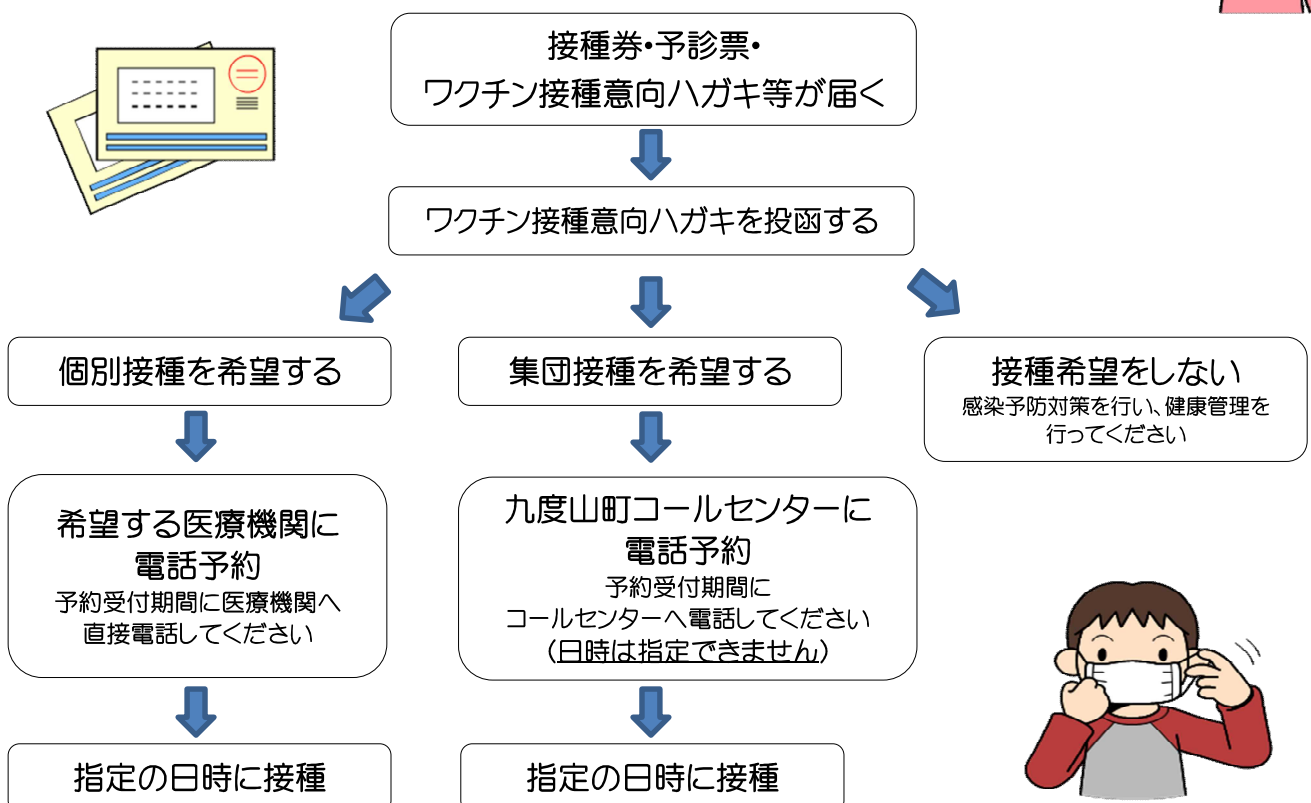 接種券・予診票・
ワクチン接種意向ハガキ等が届く
ワクチン接種意向ハガキを投函する
個別接種を希望する
集団接種を希望する
接種希望をしない
感染予防対策を行い、健康管理を
行ってください
希望する医療機関に
電話予約
予約受付期間に医療機関へ
直接電話してください
九度山町コールセンターに
電話予約
予約受付期間に
コールセンターへ電話してください
（日時は指定できません）
指定の日時に接種
指定の日時に接種